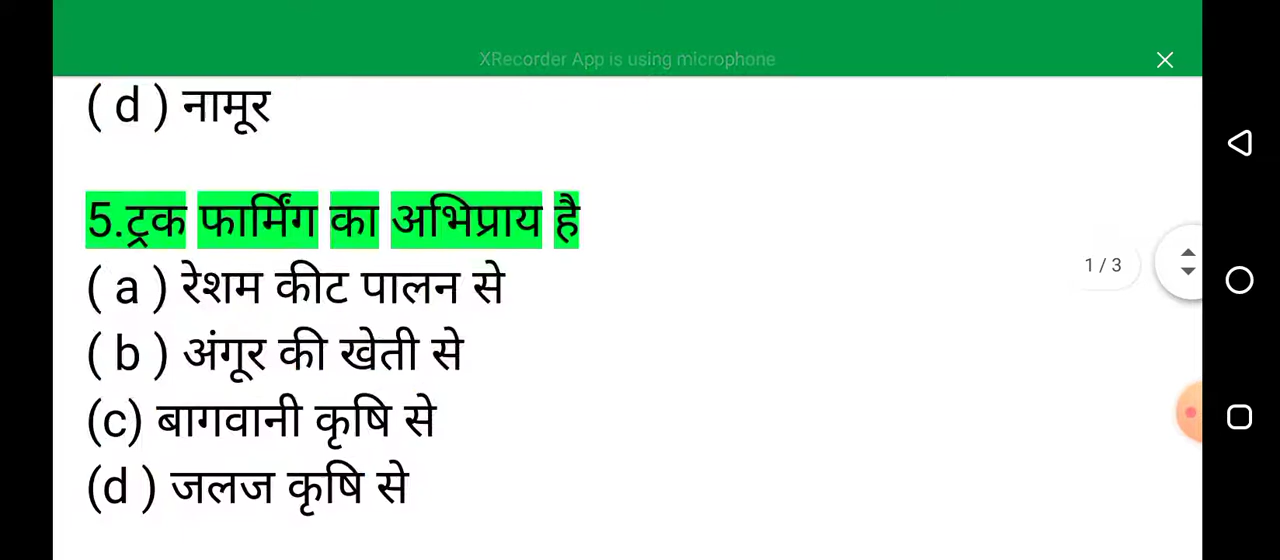 XRecorder App is using microphone
( d ) नामूर
5.ट्रक फार्मिंग का अभिप्राय है
( a ) रेशम कीट पालन से
1 / 3
( b ) अंगूर की खेती से
(c) बागवानी कृषि से
(d ) जलज कृषि से